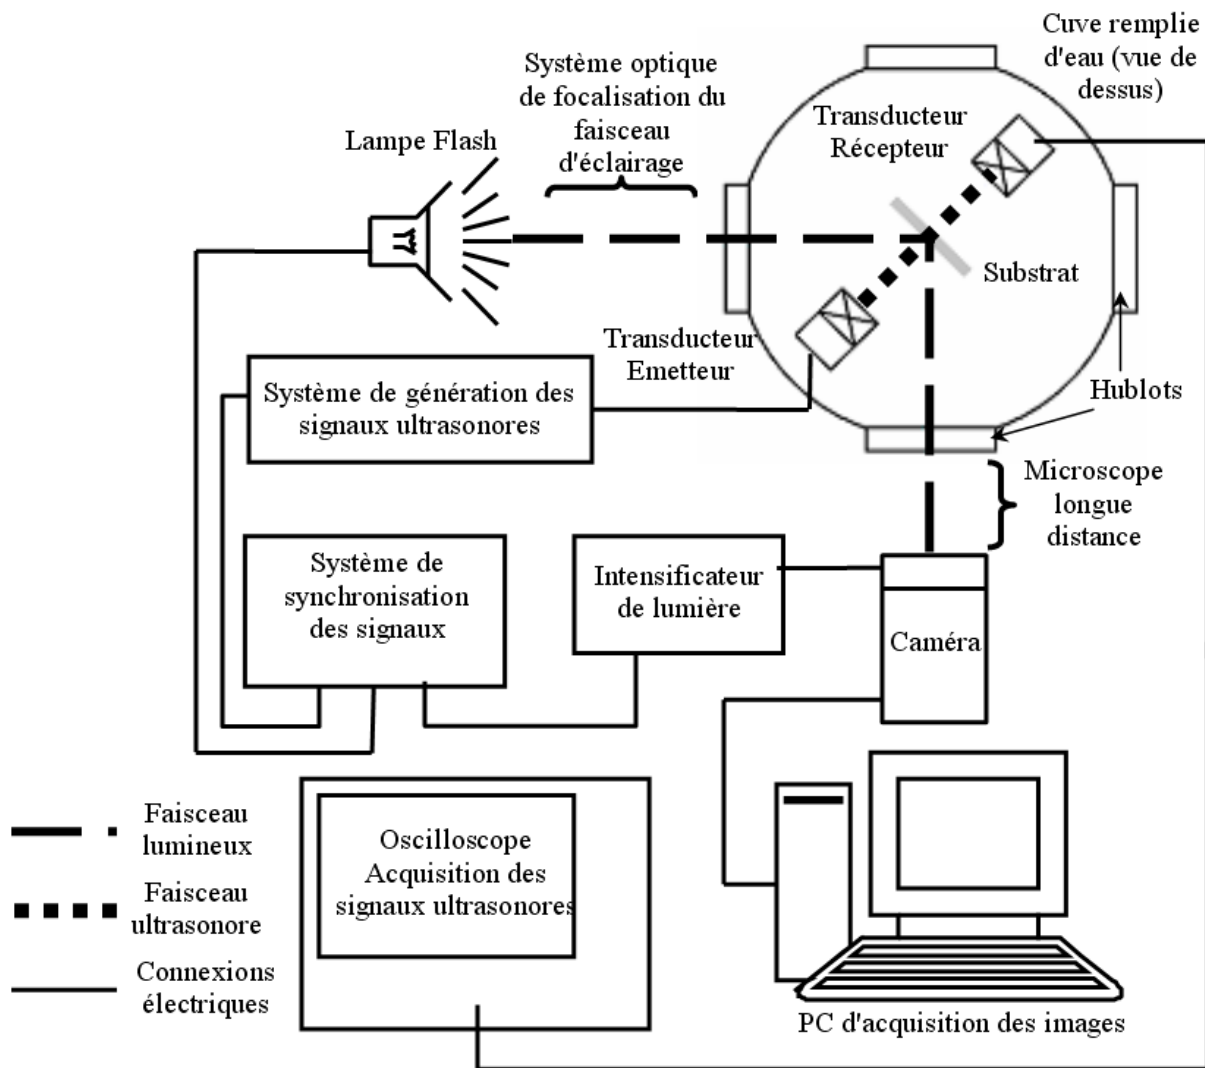 Cuve remplie
d'eau (vue de
dessus)
Système optique
de focalisation du
faisceau
d'éclairage
Lampe Flash
Transducteur
Récepteur
Substrat
Transducteur
Emetteur
Hublots
Système de génération des
signaux ultrasonores
Microscope
longue
distance
Système de
synchronisation
des signaux
Intensificateur
de lumière
Caméra
Faisceau
lumineux
Faisceau
ultrasonore
Connexions
électriques
Oscilloscope
Acquisition des
signaux ultrasonores
PC d'acquisition des images